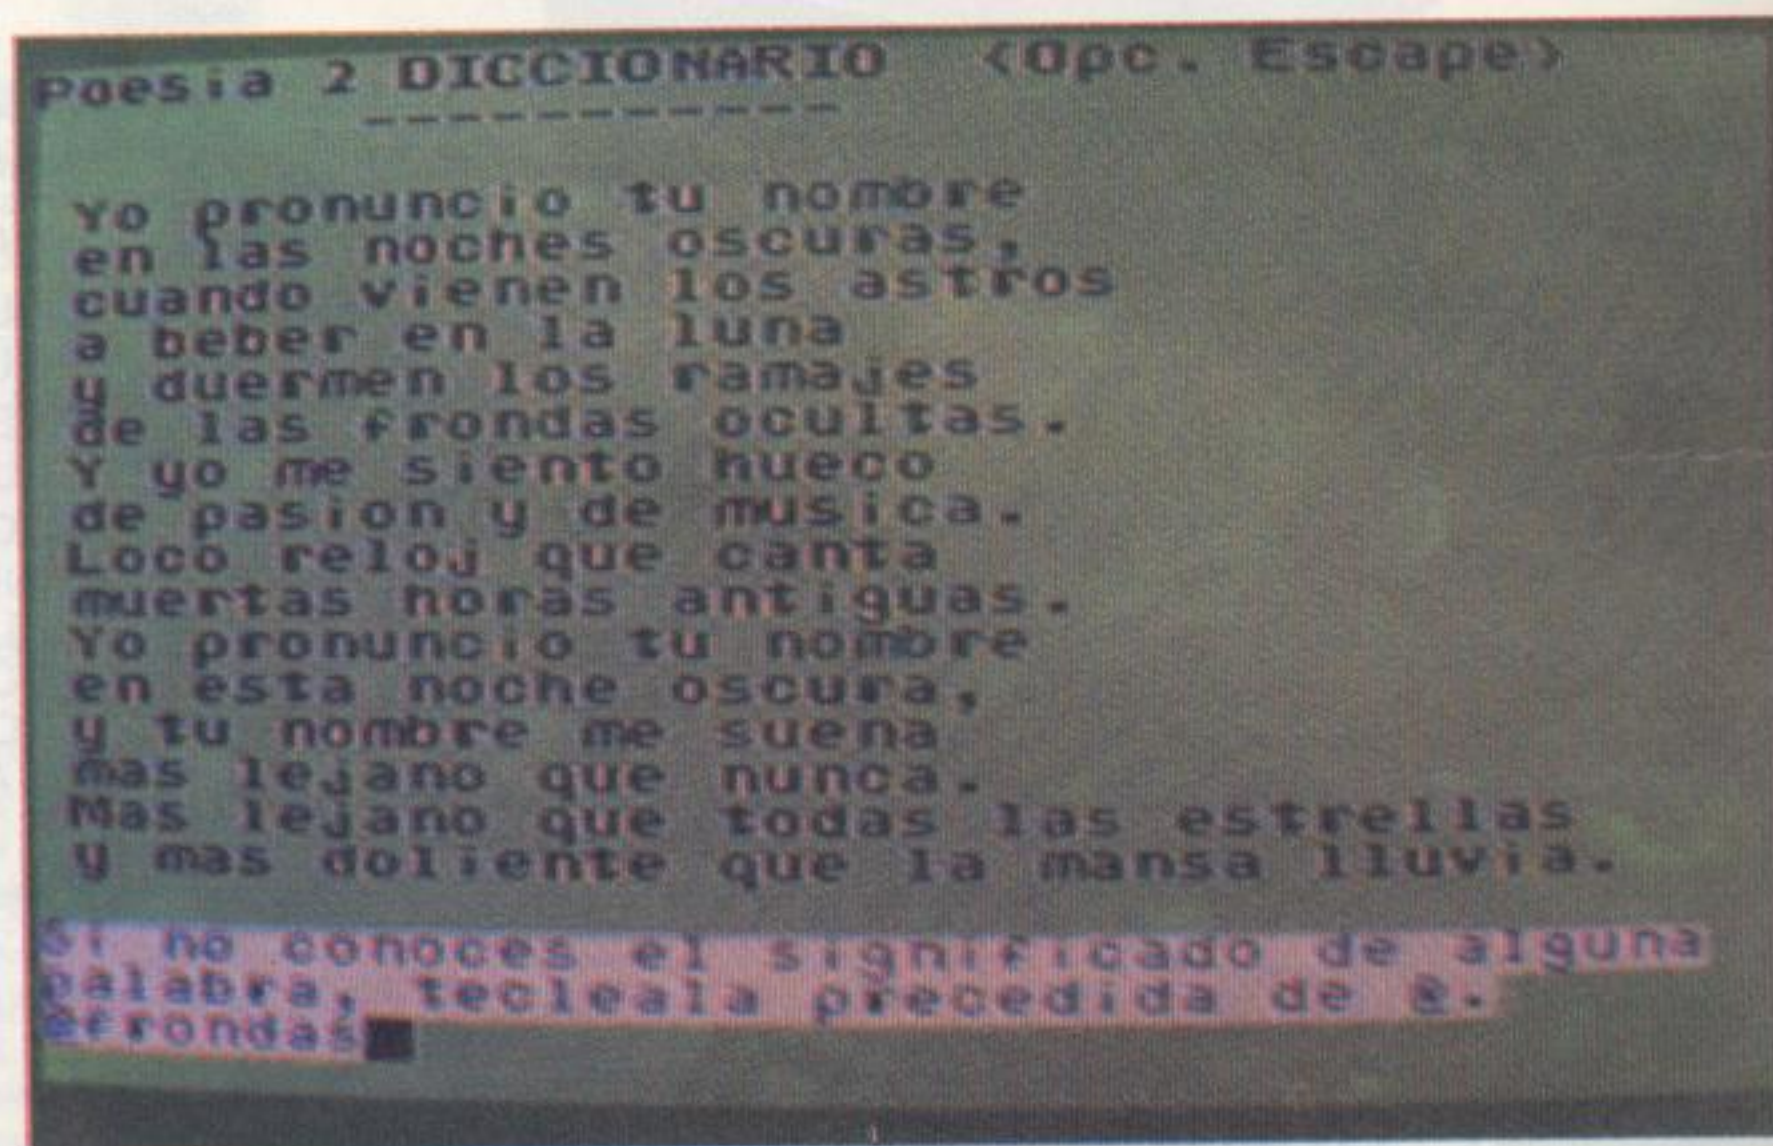 Poesia 2 DICCIONARIO <Opc. Escape>
-----------
Yo pronuncio tu nombre
en las noches oscuras,
cuando vienen los astros
a beber en la luna
y duermen los ramajes
de las frondas ocultas.
Y yo me siento hueco
de pasion y de musica.
Loco reloj que canta
muertas horas antiguas.
Yo pronuncio tu nombre
en esta noche oscura,
y tu nombre me suena
mas lejano que nunca.
Mas lejano que todas las estrellas
y mas doliente que la mansa lluvia.
Si no conoces el significado de alguna
palabra, tecleala precedida de @.
@frondas